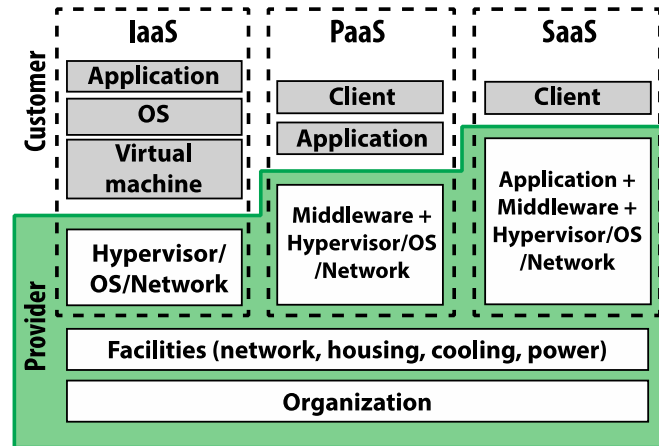 IaaS
PaaS
SaaS
Customer
Application
OS
Virtual
machine
Client
Application
Client
Provider
Hypervisor/
OS/Network
Middleware +
Hypervisor/OS
/Network
Application +
Middleware +
Hypervisor/OS
/Network
Facilities (network, housing, cooling, power)
Organization